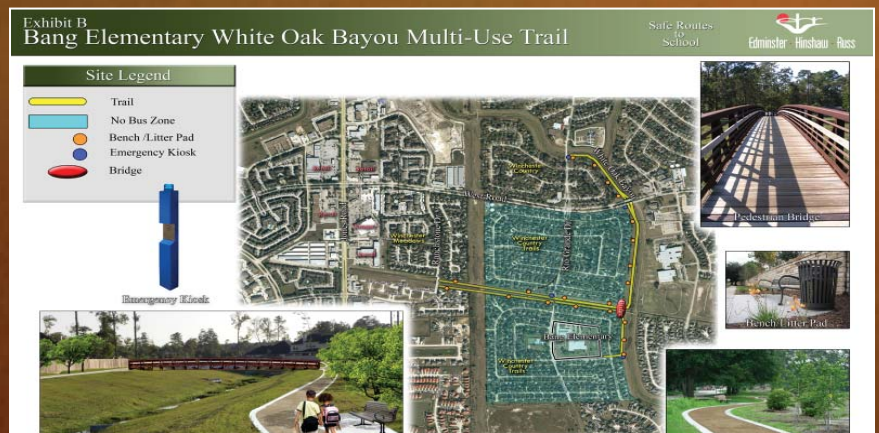 Exhibit B
Bang Elementary White Oak Bayou Multi-Use Trail
Safe Routes
to
School
Edminster Hinshaw Russ
Site Legend
Trail
No Bus Zone
Bench /Litter Pad
Emergency Kiosk
Bridge
Emergency Kiosk
Winchester
Country
Road
Winchester
Meadows
Winchester
Country
Trails
Bang Elementary
Winchester
Country
Trails
Pedestrian Bridge
Bench/Litter Pad